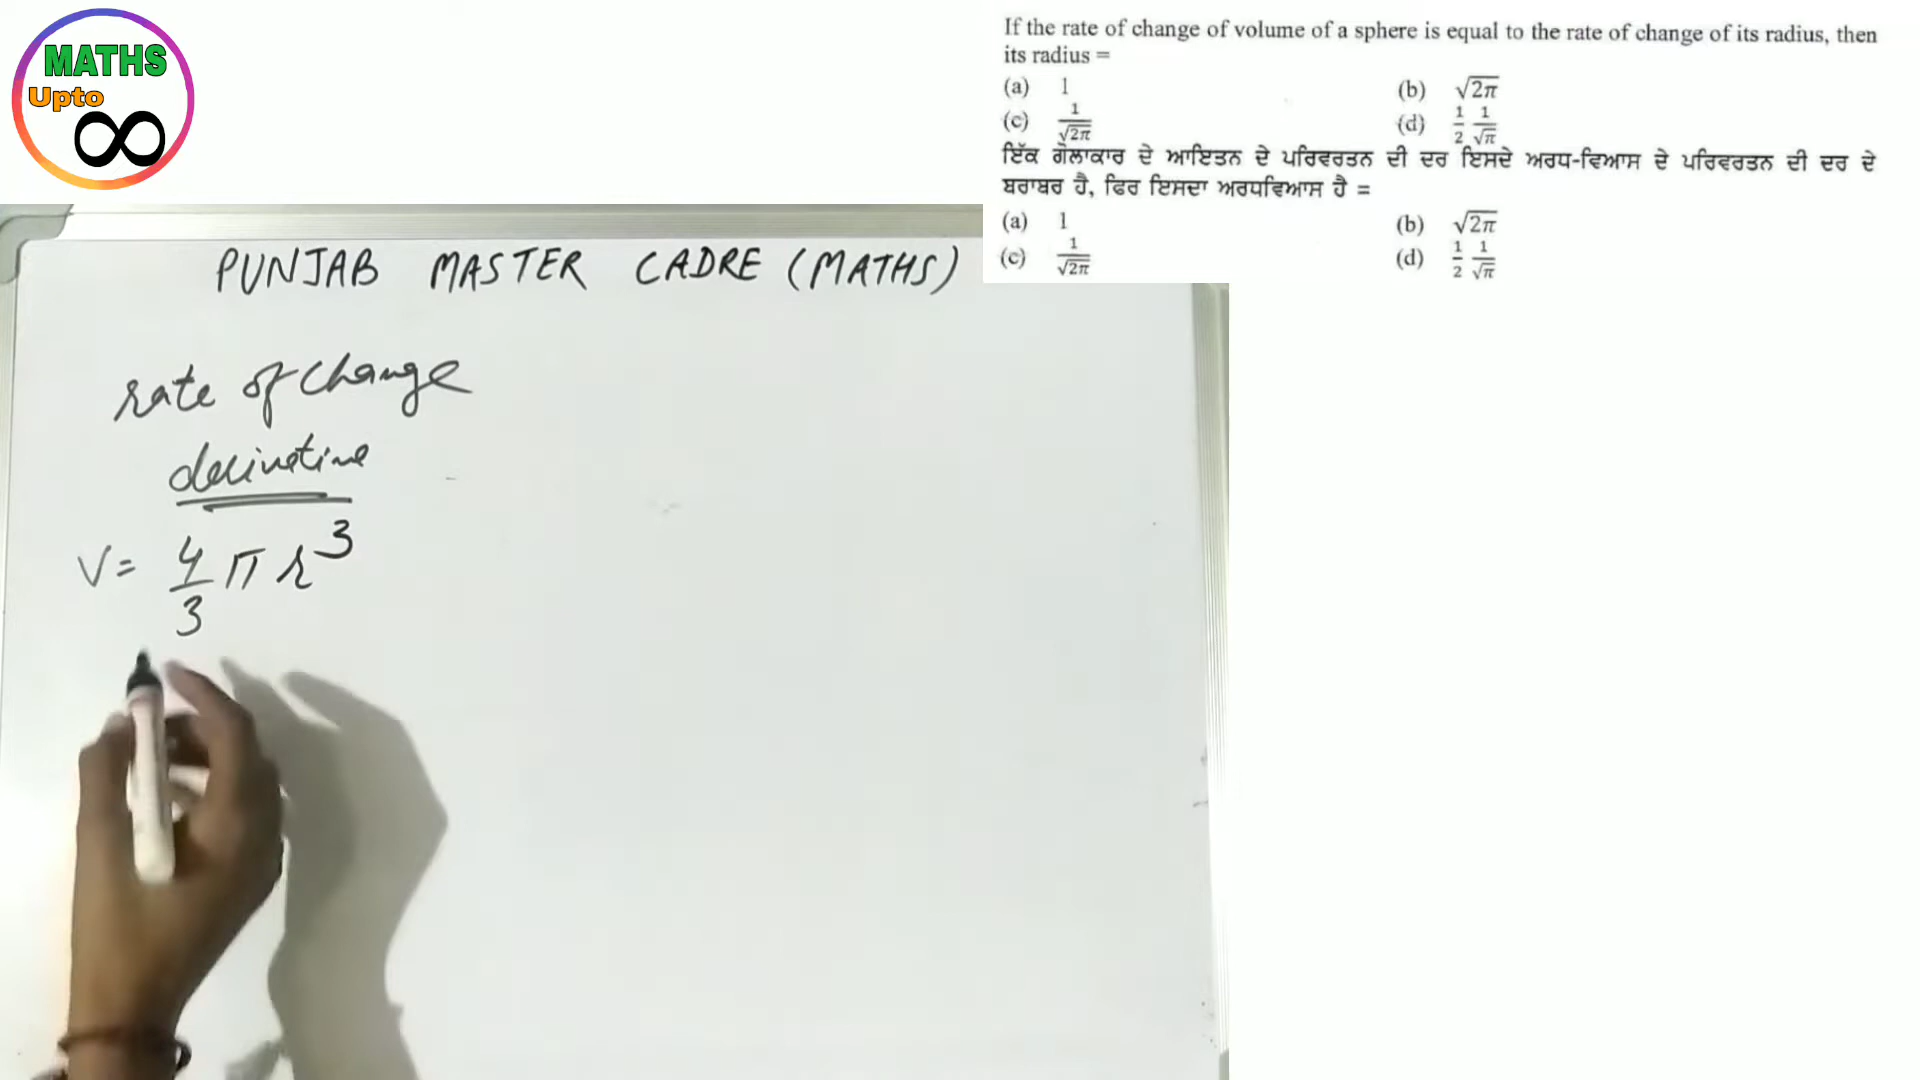 MATHS
Upto
∞
If the rate of change of volume of a sphere is equal to the rate of change of its radius, then
its radius =
(a) 1 (b) √2π
(c) 1/√2π (d) 1/2 1/√π
ਇੱਕ ਗੋਲਾਕਾਰ ਦੇ ਆਇਤਨ ਦੇ ਪਰਿਵਰਤਨ ਦੀ ਦਰ ਇਸਦੇ ਅਰਧ-ਵਿਆਸ ਦੇ ਪਰਿਵਰਤਨ ਦੀ ਦਰ ਦੇ
ਬਰਾਬਰ ਹੈ, ਫਿਰ ਇਸਦਾ ਅਰਧਵਿਆਸ ਹੈ =
(a) 1 (b) √2π
(c) 1/√2π (d) 1/2 1/√π
PUNJAB MASTER CADRE (MATHS)
rate of change
derivative
V = 4/3 π r³